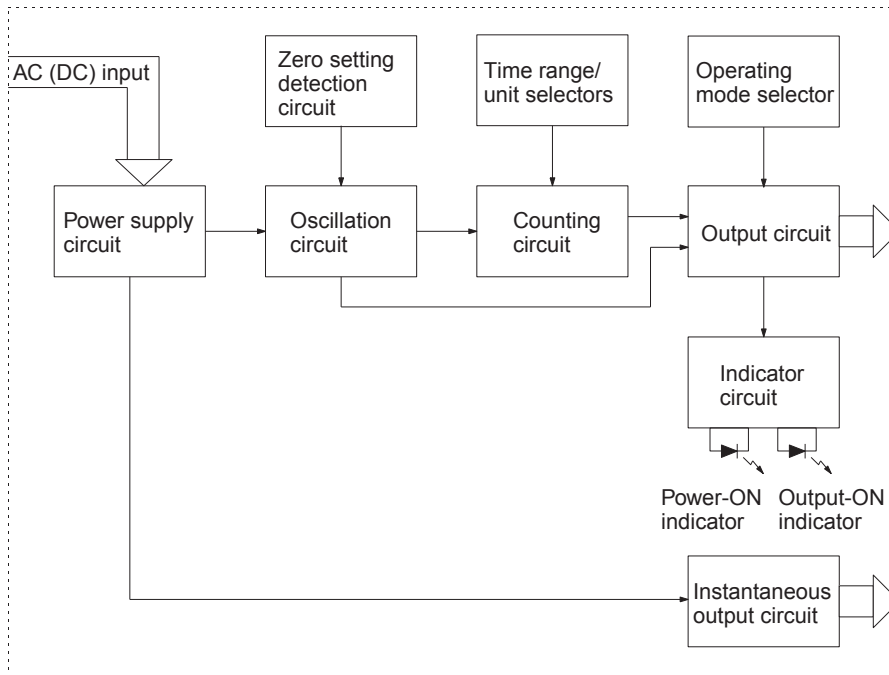 AC (DC) input
Zero setting
detection
circuit
Time range/
unit selectors
Operating
mode selector
Power supply
circuit
Oscillation
circuit
Counting
circuit
Output circuit
Indicator
circuit
Power-ON
indicator
Output-ON
indicator
Instantaneous
output circuit